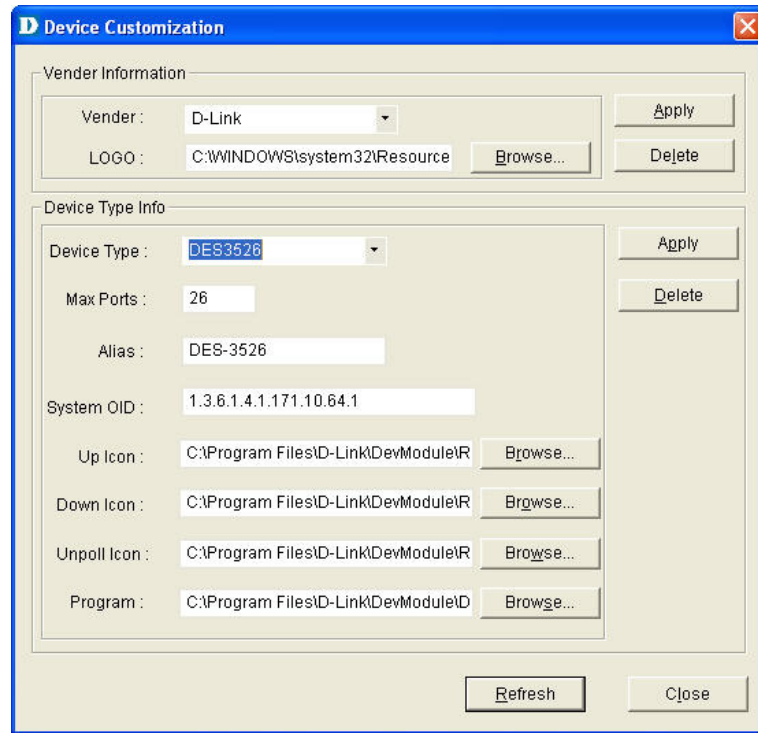 D Device Customization
Vender Information
Vender : D-Link Apply
LOGO : C:\WINDOWS\system32\Resource Browse... Delete
Device Type Info
Device Type : DES3526 Apply
Max Ports : 26 Delete
Alias : DES-3526
System OID : 1.3.6.1.4.1.171.10.64.1
Up Icon : C:\Program Files\D-Link\DevModule\R Browse...
Down Icon : C:\Program Files\D-Link\DevModule\R Browse...
Unpoll Icon : C:\Program Files\D-Link\DevModule\R Browse...
Program : C:\Program Files\D-Link\DevModule\D Browse...
Refresh Close